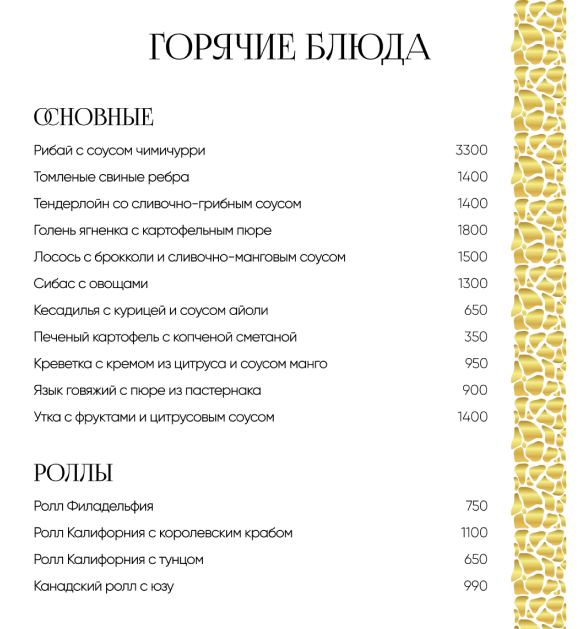 ГОРЯЧИЕ БЛЮДА
ОСНОВНЫЕ
Рибай с соусом чимичурри 3300
Томленые свиные ребра 1400
Тендерлойн со сливочно-грибным соусом 1400
Голень ягненка с картофельным пюре 1800
Лосось с брокколи и сливочно-манговым соусом 1500
Сибас с овощами 1300
Кесадилья с курицей и соусом айоли 650
Печеный картофель с копченой сметаной 350
Креветка с кремом из цитруса и соусом манго 950
Язык говяжий с пюре из пастернака 900
Утка с фруктами и цитрусовым соусом 1400
РОЛЛЫ
Ролл Филадельфия 750
Ролл Калифорния с королевским крабом 1100
Ролл Калифорния с тунцом 650
Канадский ролл с юзу 990